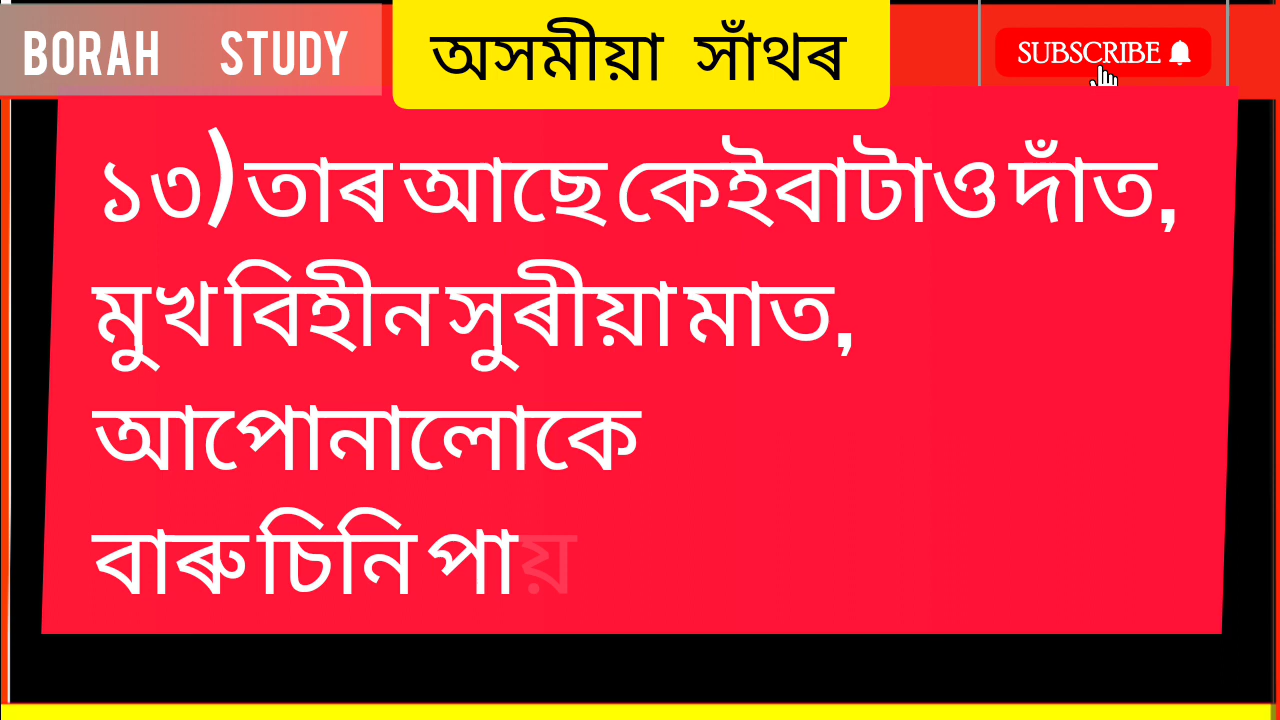 BORAH STUDY
অসমীয়া সাঁথৰ
SUBSCRIBE
১৩) তাৰ আছে কেইবাটাও দাঁত,
মুখ বিহীন সুৰীয়া মাত,
আপোনালোকে
বাৰু চিনি পায়